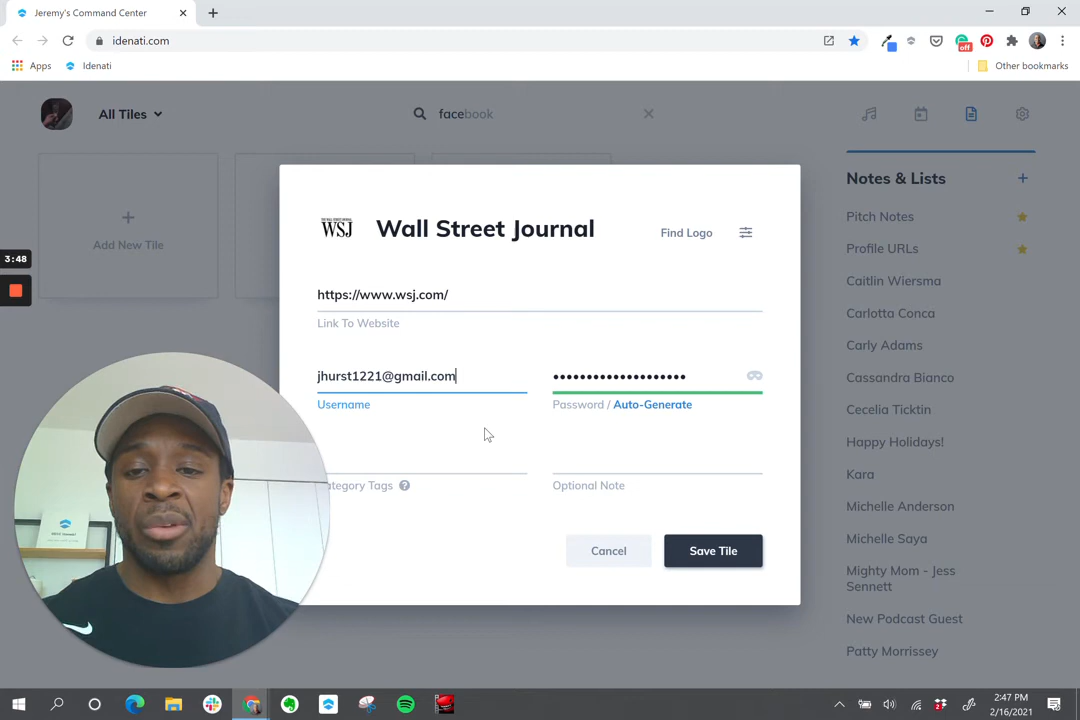 Jeremy's Command Center
idenati.com
off
Apps
Idenati
Other bookmarks
All Tiles
facebook
Add New Tile
3:48
WSJ
Wall Street Journal
Find Logo
https://www.wsj.com/
Link To Website
jhurst1221@gmail.com
Username
Password / Auto-Generate
ategory Tags
Optional Note
Cancel
Save Tile
Notes & Lists
Pitch Notes
Profile URLs
Caitlin Wiersma
Carlotta Conca
Carly Adams
Cassandra Bianco
Cecelia Ticktin
Happy Holidays!
Kara
Michelle Anderson
Michelle Saya
Mighty Mom - Jess
Sennett
New Podcast Guest
Patty Morrissey
2:47 PM
2/16/2021